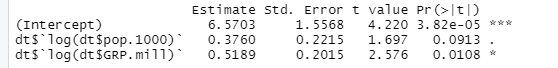 Estimate Std. Error t value Pr(>|t|)
(Intercept) 6.5703 1.5568 4.220 3.82e-05 ***
dt$`log(dt$pop.1000)` 0.3760 0.2215 1.697 0.0913 .
dt$`log(dt$GRP.mill)` 0.5189 0.2015 2.576 0.0108 *